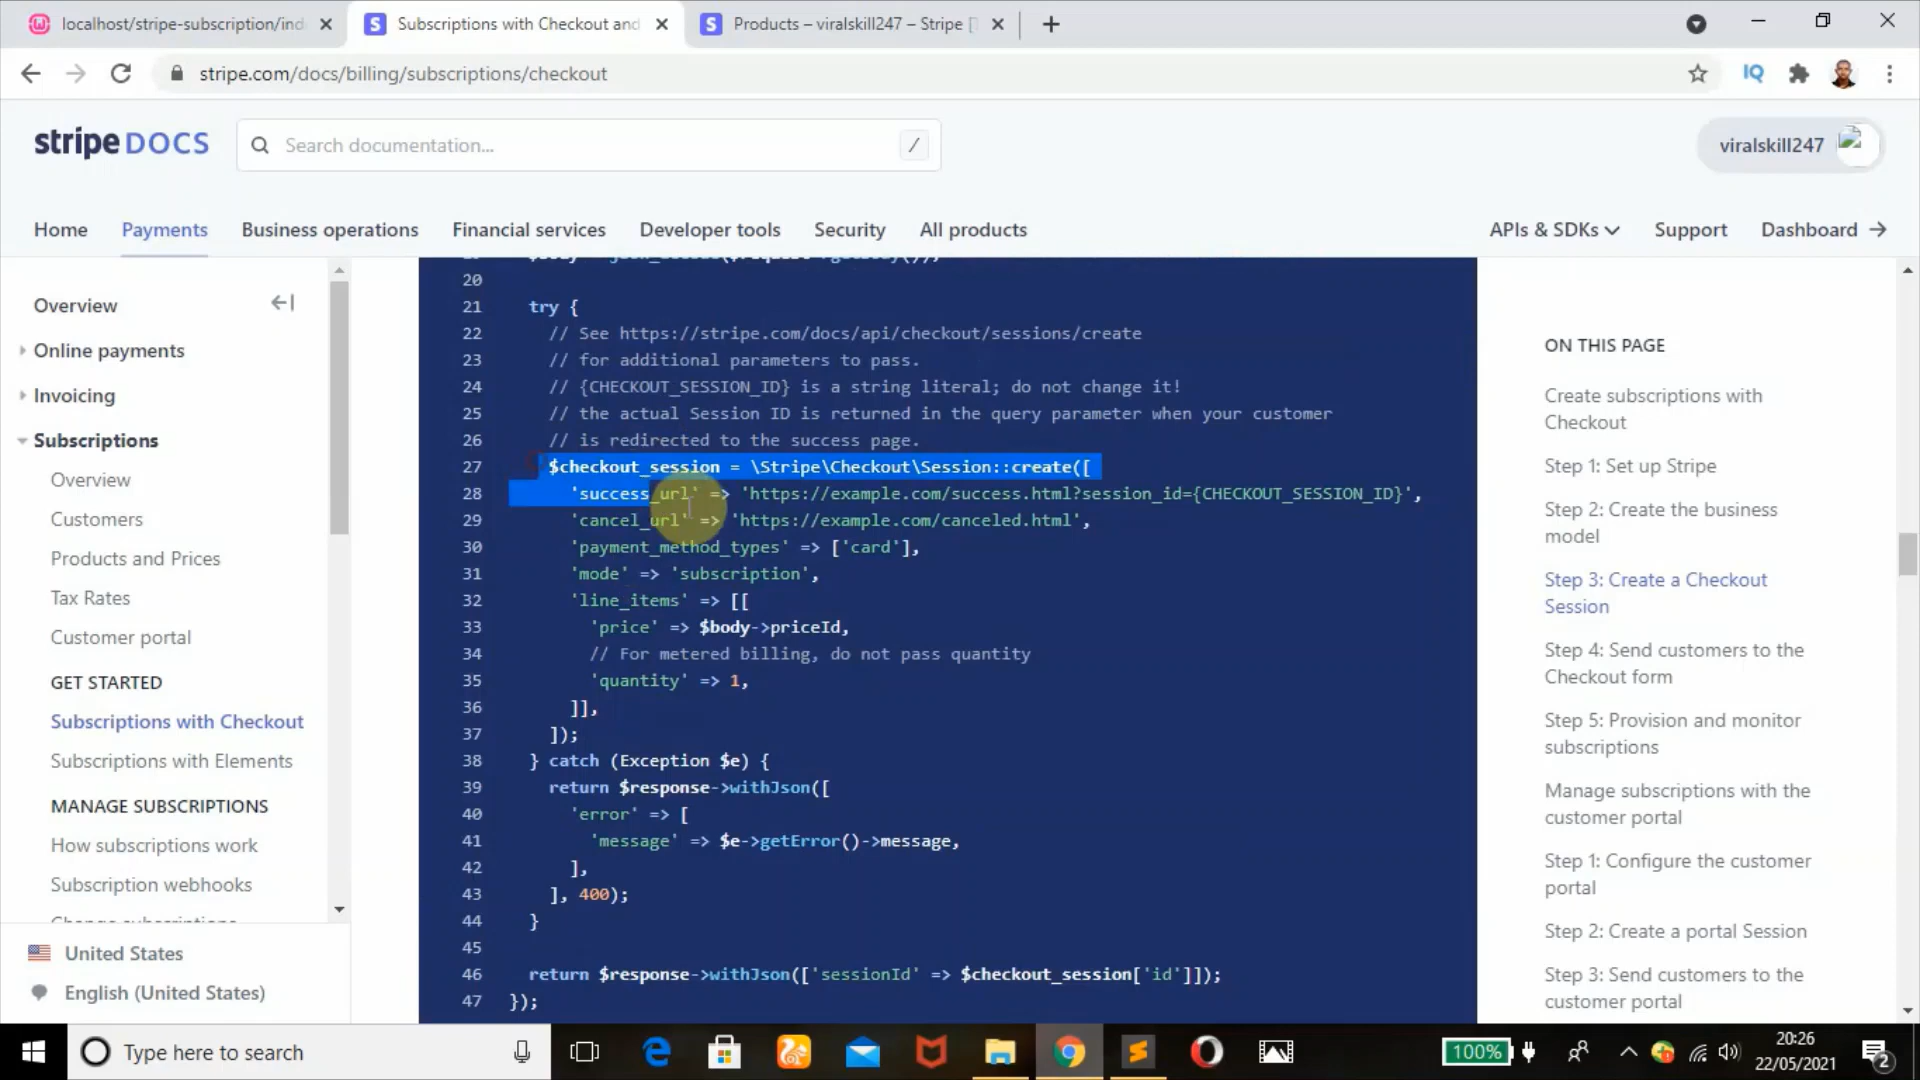 localhost/stripe-subscription/ind
Subscriptions with Checkout and
Products – viralskill247 – Stripe [T
stripe.com/docs/billing/subscriptions/checkout
IQ
stripe DOCS
Search documentation...
/
viralskill247
Home
Payments
Business operations
Financial services
Developer tools
Security
All products
APIs & SDKs
Support
Dashboard →
Overview
Online payments
Invoicing
Subscriptions
Overview
Customers
Products and Prices
Tax Rates
Customer portal
GET STARTED
Subscriptions with Checkout
Subscriptions with Elements
MANAGE SUBSCRIPTIONS
How subscriptions work
Subscription webhooks
Change subscriptions
United States
English (United States)
20
21 try {
22 // See https://stripe.com/docs/api/checkout/sessions/create
23 // for additional parameters to pass.
24 // {CHECKOUT_SESSION_ID} is a string literal; do not change it!
25 // the actual Session ID is returned in the query parameter when your customer
26 // is redirected to the success page.
27 $checkout_session = \Stripe\Checkout\Session::create([
28 'success_url' => 'https://example.com/success.html?session_id={CHECKOUT_SESSION_ID}',
29 'cancel_url' => 'https://example.com/canceled.html',
30 'payment_method_types' => ['card'],
31 'mode' => 'subscription',
32 'line_items' => [[
33 'price' => $body->priceId,
34 // For metered billing, do not pass quantity
35 'quantity' => 1,
36 ]],
37 ]);
38 } catch (Exception $e) {
39 return $response->withJson([
40 'error' => [
41 'message' => $e->getError()->message,
42 ],
43 ], 400);
44 }
45
46 return $response->withJson(['sessionId' => $checkout_session['id']]);
47 });
ON THIS PAGE
Create subscriptions with
Checkout
Step 1: Set up Stripe
Step 2: Create the business
model
Step 3: Create a Checkout
Session
Step 4: Send customers to the
Checkout form
Step 5: Provision and monitor
subscriptions
Manage subscriptions with the
customer portal
Step 1: Configure the customer
portal
Step 2: Create a portal Session
Step 3: Send customers to the
customer portal
Type here to search
100%
20:26
22/05/2021
2